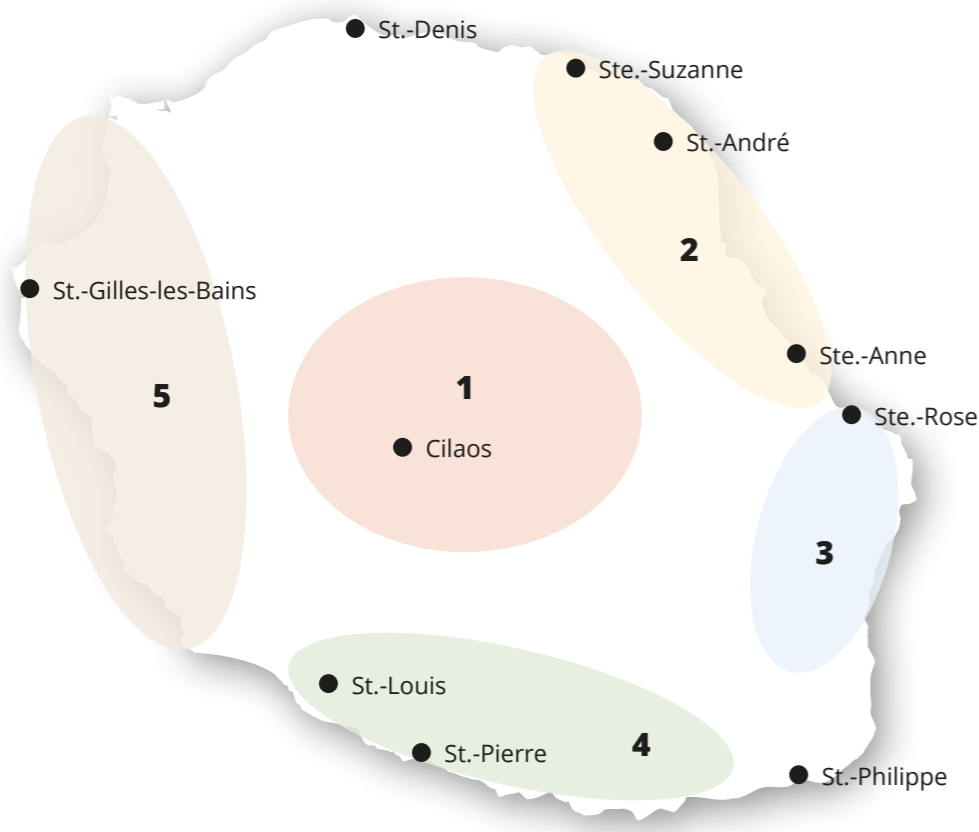 St.-Denis
Ste.-Suzanne
St.-André
2
St.-Gilles-les-Bains
Ste.-Anne
1
5
Ste.-Rose
Cilaos
3
St.-Louis
4
St.-Pierre
St.-Philippe